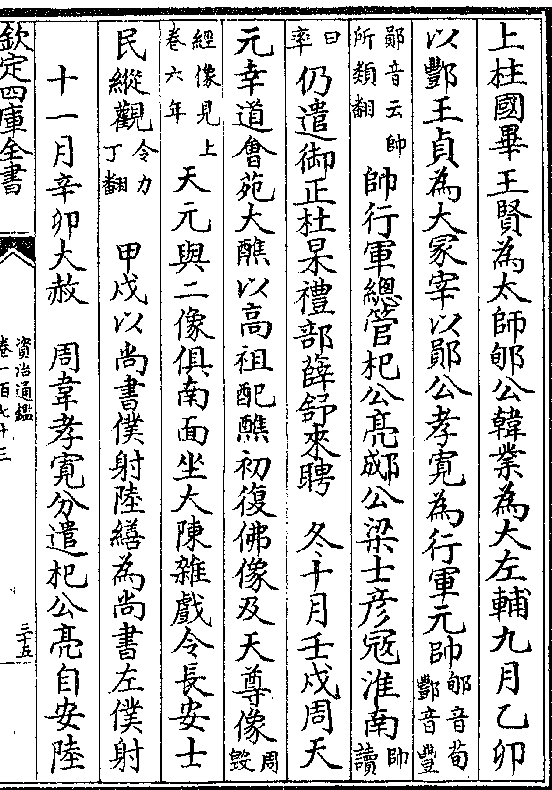 上柱國畢王賢為太師郇公韓業為大左輔九月乙卯
以酆王貞為大冢宰以鄖公孝寛為行軍元帥郇音荀酆音豐
鄖音云帥所類翻帥行軍總管杞公亮郕公梁士彦冦淮南帥讀
曰率仍遣御正杜杲禮部薛舒來聘　冬十月壬戌周天
元幸道㑹苑大醮以高祖配醮初復佛像及天尊像周毁
經像見上卷六年天元與二像俱南面坐大陳雜戲令長安士
民縱觀令力丁翻　甲戌以尚書僕射陸繕為尚書左僕射
十一月辛卯大赦　周韋孝寛分遣杞公亮自安陸
欽定四庫全書
資治通鑑
卷一百七十三
三十五